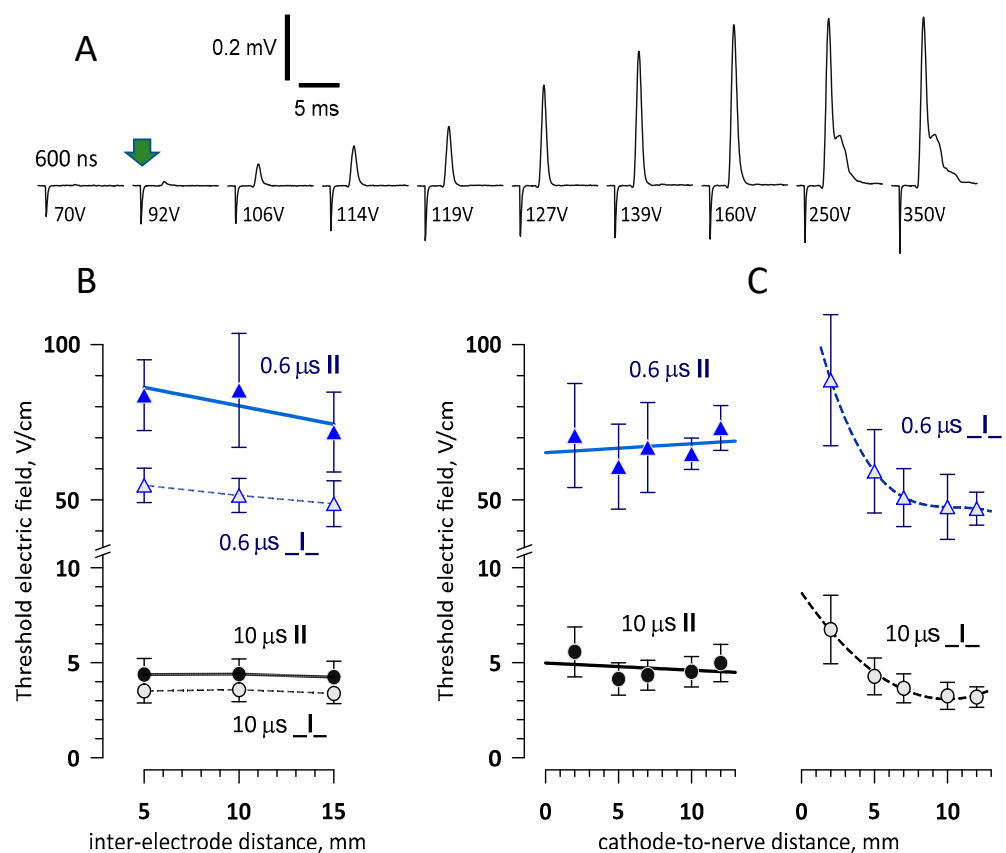 A
0.2 mV
5 ms
600 ns
70V 92V 106V 114V 119V 127V 139V 160V 250V 350V
B
C
Threshold electric field, V/cm
100
50
10
5
0
0.6 µs II
0.6 µs _I_
10 µs II
10 µs _I_
5 10 15
inter-electrode distance, mm
Threshold electric field, V/cm
100
50
10
5
0
0.6 µs II
10 µs II
0 5 10
0.6 µs _I_
10 µs _I_
0 5 10
cathode-to-nerve distance, mm